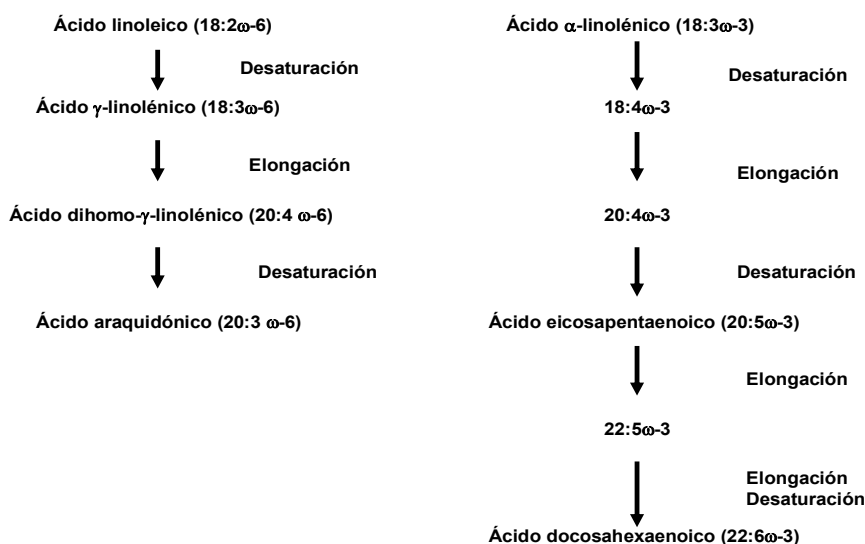 Ácido linoleico (18:2ω-6)
Desaturación
Ácido γ-linolénico (18:3ω-6)
Elongación
Ácido dihomo-γ-linolénico (20:4 ω-6)
Desaturación
Ácido araquidónico (20:3 ω-6)
Ácido α-linolénico (18:3ω-3)
Desaturación
18:4ω-3
Elongación
20:4ω-3
Desaturación
Ácido eicosapentaenoico (20:5ω-3)
Elongación
22:5ω-3
Elongación
Desaturación
Ácido docosahexaenoico (22:6ω-3)